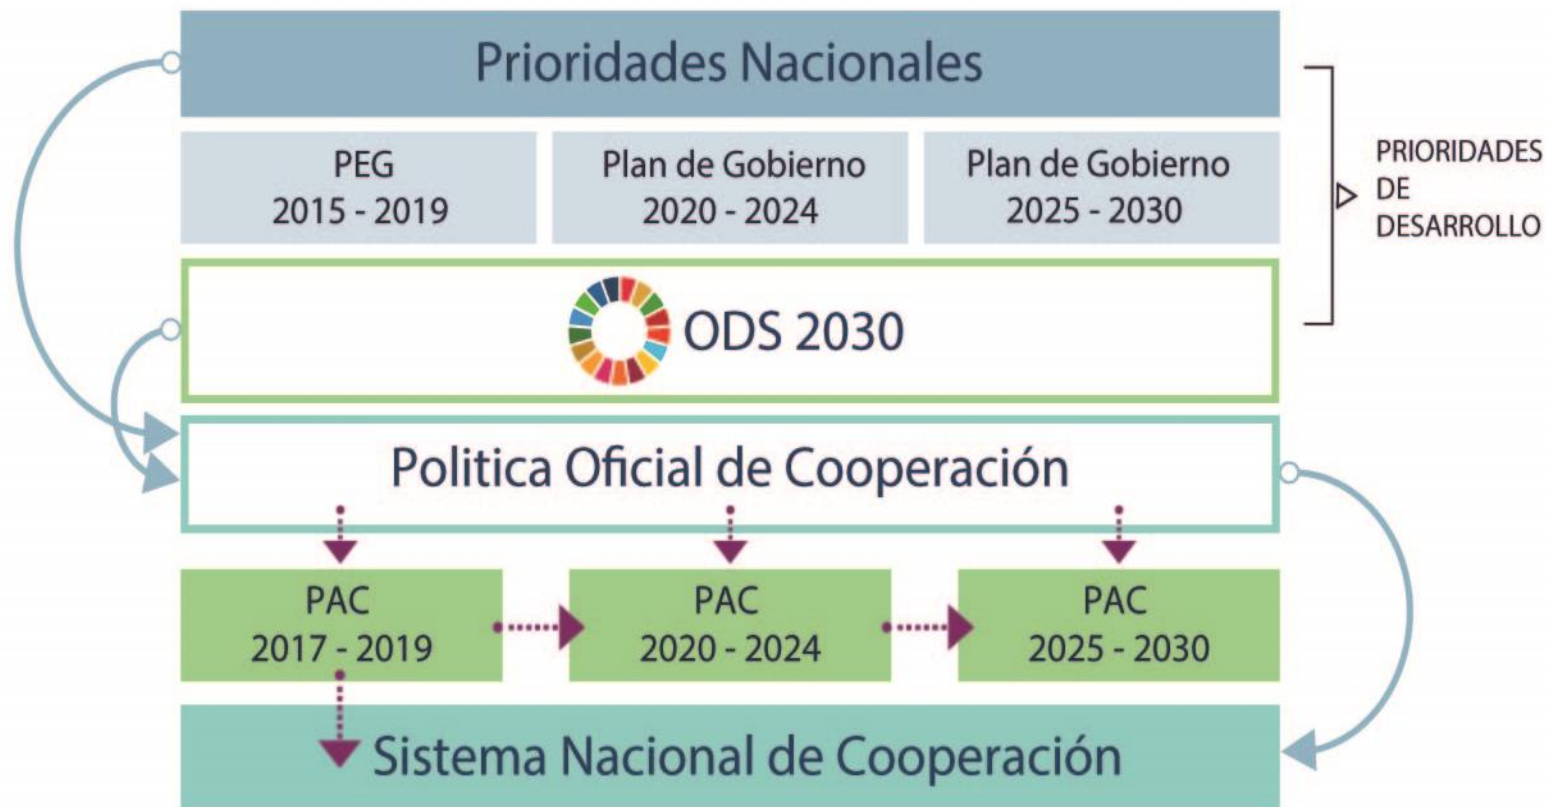 Prioridades Nacionales
PEG
2015 - 2019
Plan de Gobierno
2020 - 2024
Plan de Gobierno
2025 - 2030
PRIORIDADES
DE
DESARROLLO
ODS 2030
Politica Oficial de Cooperación
PAC
2017 - 2019
PAC
2020 - 2024
PAC
2025 - 2030
Sistema Nacional de Cooperación